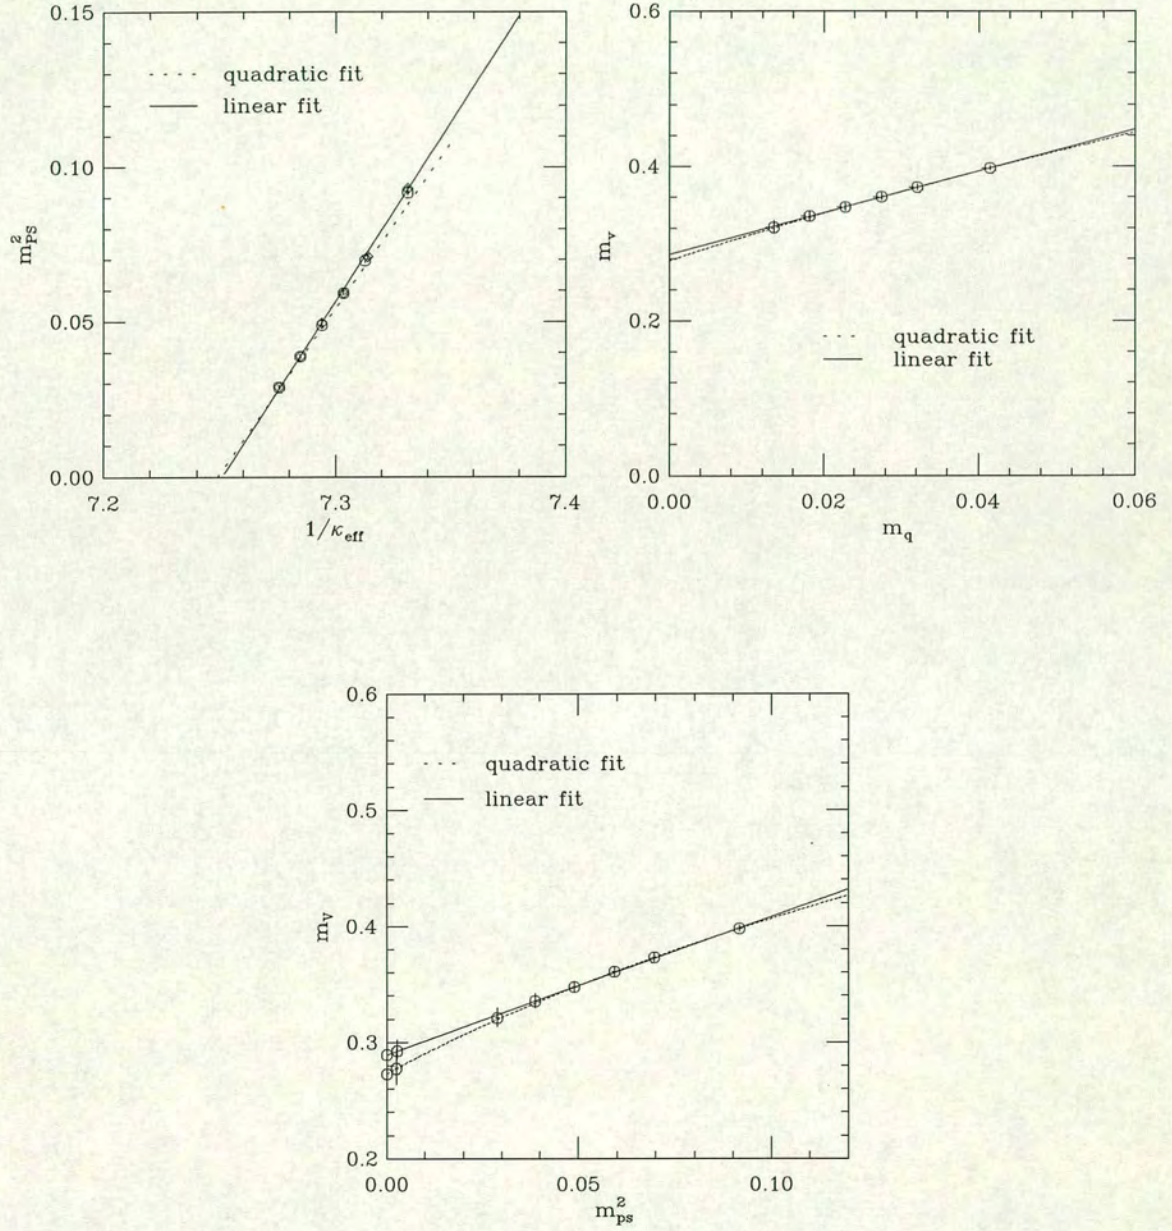 0.15
0.10
0.05
0.00
m²PS
quadratic fit
linear fit
7.2 7.3 7.4
1/κeff
0.6
0.4
0.2
0.0
mv
quadratic fit
linear fit
0.00 0.02 0.04 0.06
mq
0.6
0.5
0.4
0.3
0.2
mv
quadratic fit
linear fit
0.00 0.05 0.10
m²ps